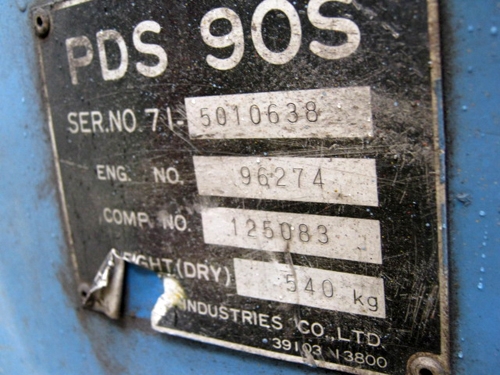 PDS 90S
SER.NO.71-5010638
ENG. NO. 96274
COMP. NO. 125083
EIGHT(DRY) 540 kg
INDUSTRIES CO.,LTD.
39103 13800